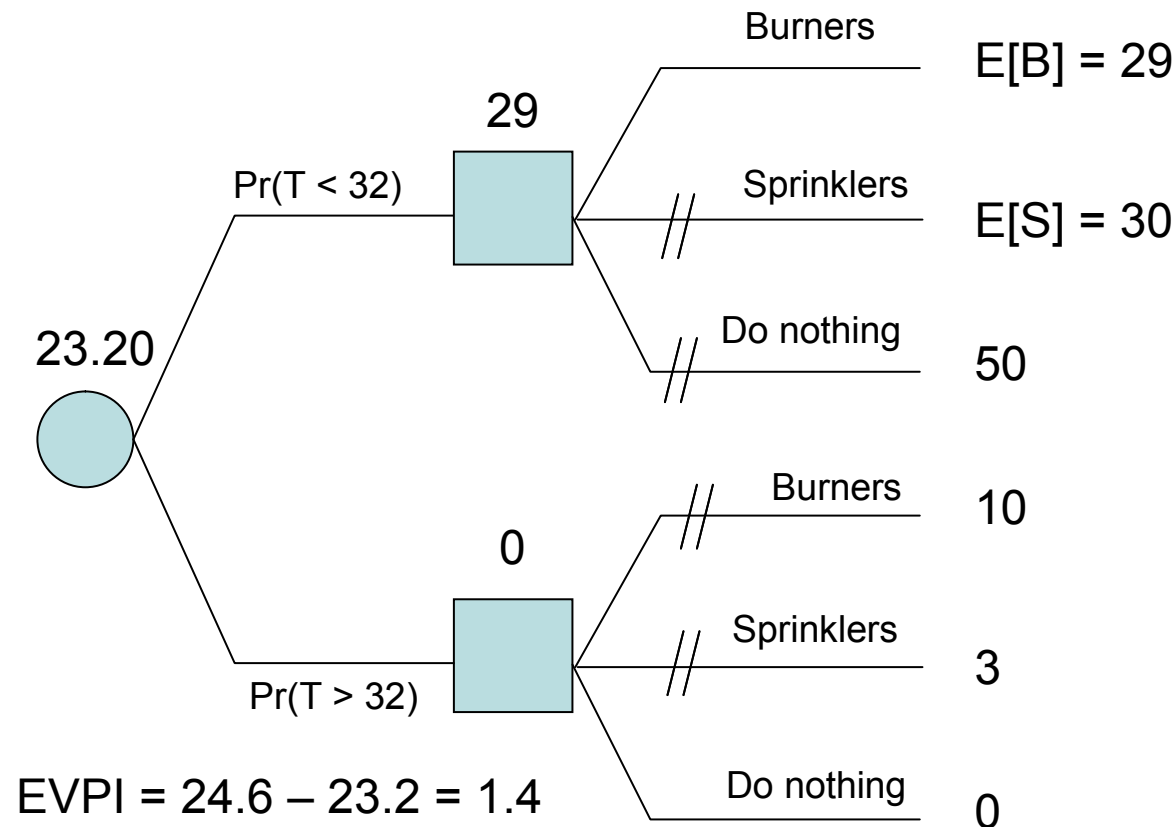 Burners
E[B] = 29
29
Pr(T < 32)
Sprinklers
E[S] = 30
Do nothing
50
23.20
Burners
10
0
Sprinklers
3
Pr(T > 32)
Do nothing
0
EVPI = 24.6 – 23.2 = 1.4